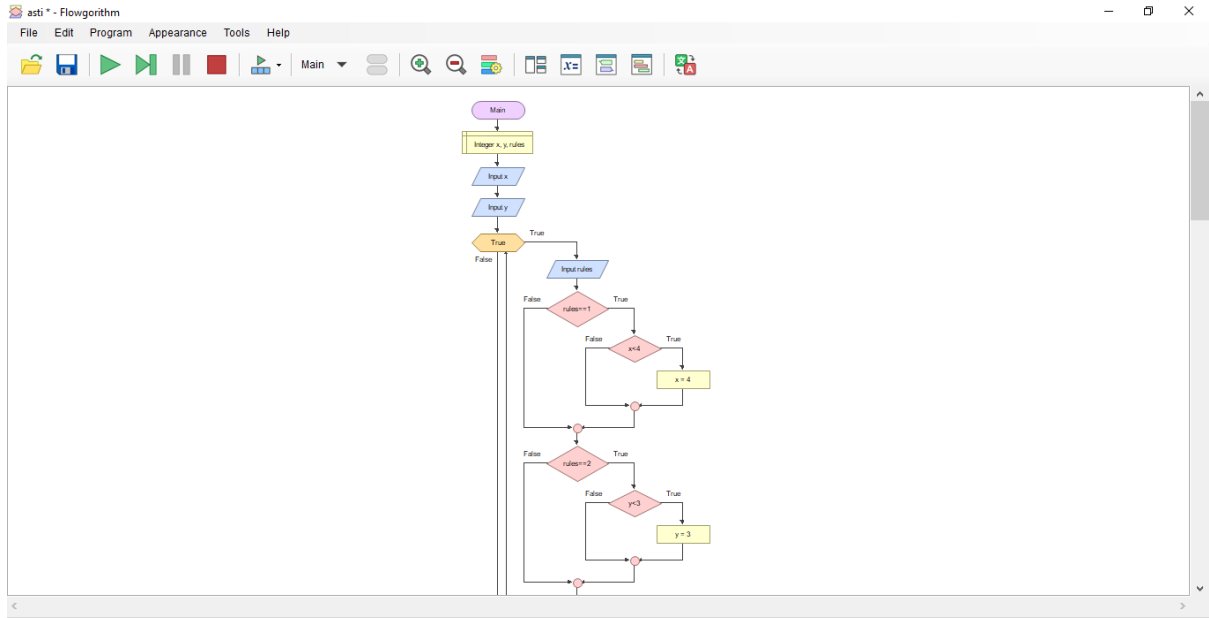 asti * - Flowgorithm
File Edit Program Appearance Tools Help
Main
x=
文
A
Main
Integer x, y, rules
Input x
Input y
True
True
False
Input rules
False
True
rules==1
False
True
x<4
x = 4
False
True
rules==2
False
True
y<3
y = 3